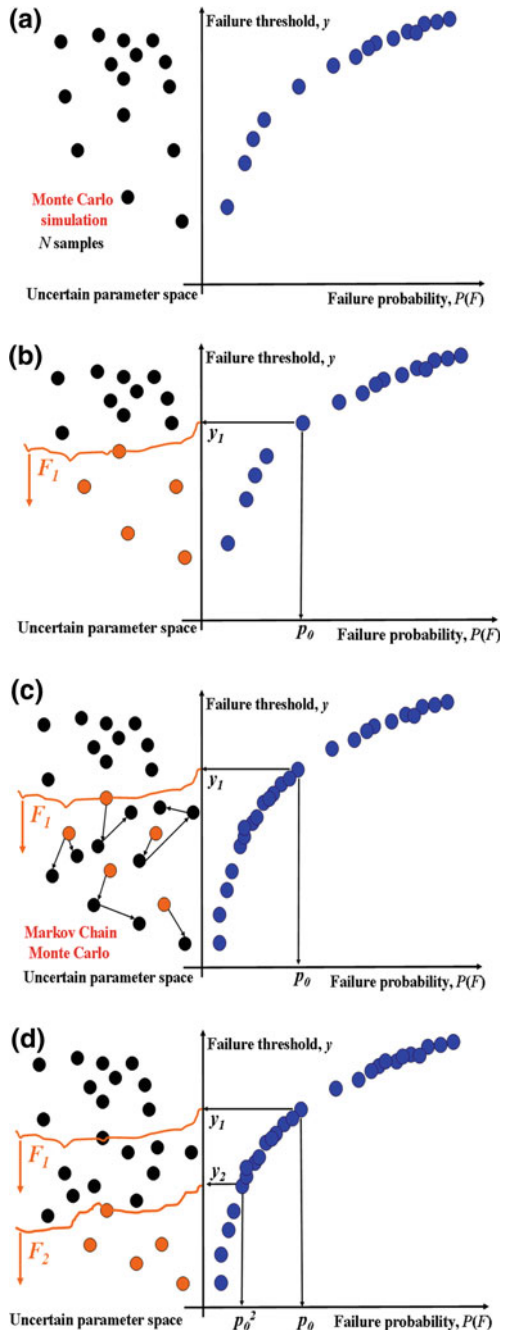 (a)
Failure threshold, y
Monte Carlo
simulation
N samples
Uncertain parameter space
Failure probability, P(F)
(b)
Failure threshold, y
y1
F1
Uncertain parameter space
p0
Failure probability, P(F)
(c)
Failure threshold, y
y1
F1
Markov Chain
Monte Carlo
Uncertain parameter space
p0
Failure probability, P(F)
(d)
Failure threshold, y
y1
F1
y2
F2
Uncertain parameter space
p0²
p0
Failure probability, P(F)